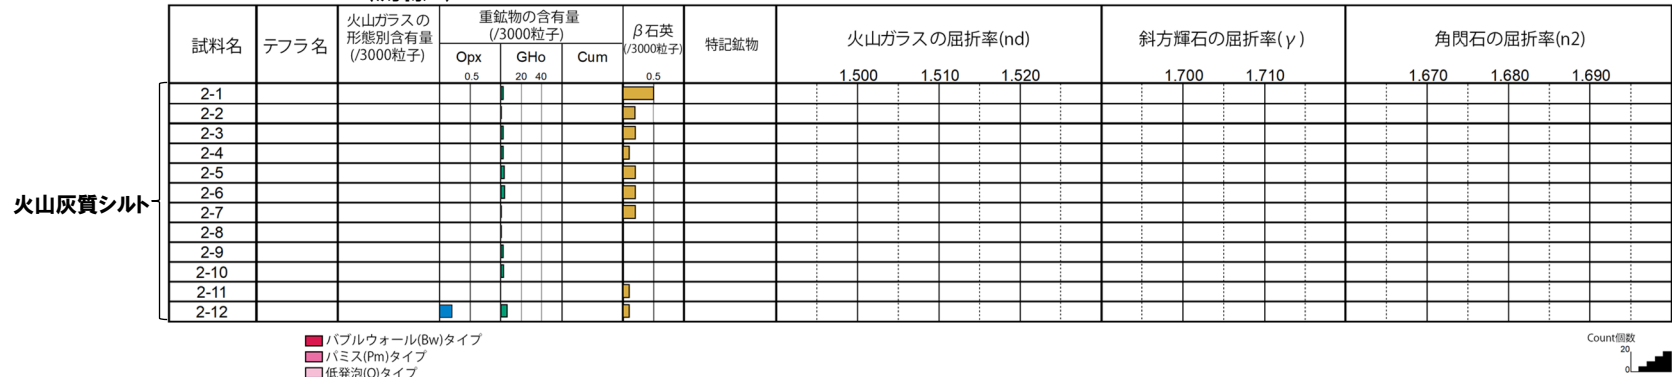 試料名
テフラ名
火山ガラスの
形態別含有量
(/3000粒子)
重鉱物の含有量
(/3000粒子)
Opx
GHo
Cum
0.5
20 40
β石英
(/3000粒子)
0.5
特記鉱物
火山ガラスの屈折率(nd)
1.500 1.510 1.520
斜方輝石の屈折率(γ)
1.700 1.710
角閃石の屈折率(n2)
1.670 1.680 1.690
火山灰質シルト
2-1
2-2
2-3
2-4
2-5
2-6
2-7
2-8
2-9
2-10
2-11
2-12
バブルウォール(Bw)タイプ
パミス(Pm)タイプ
低発泡(O)タイプ
Count個数
20
0